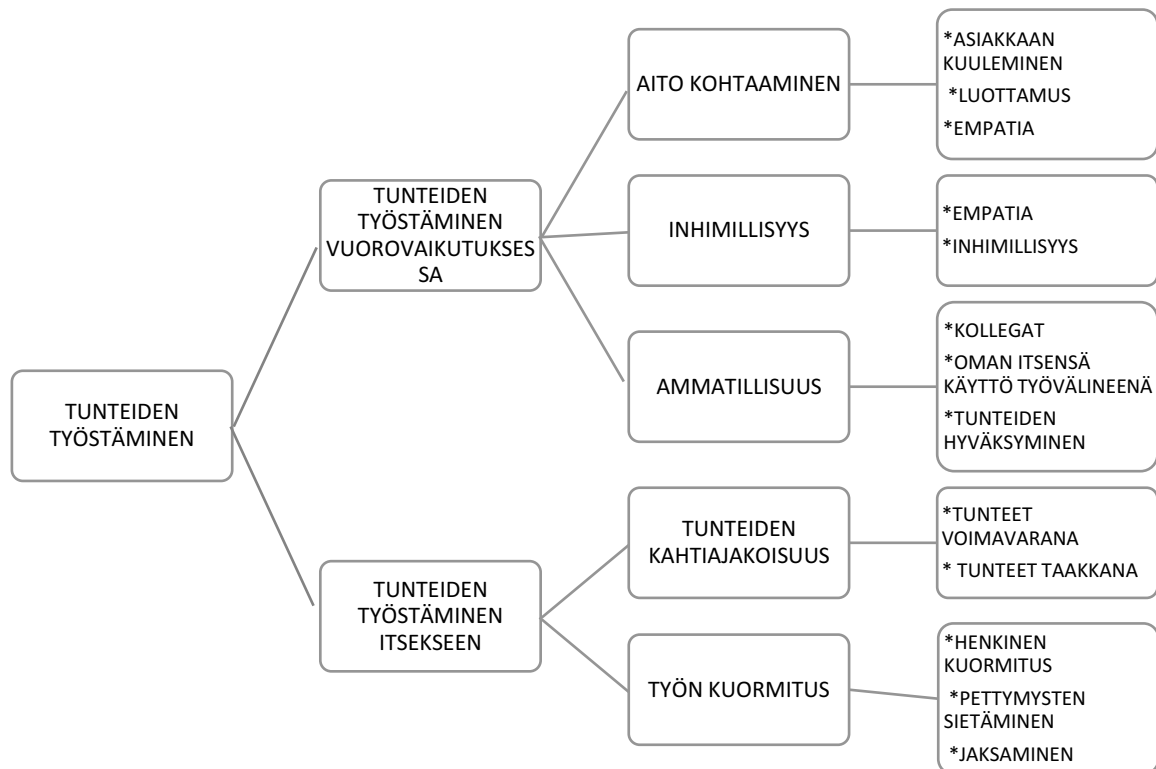 TUNTEIDEN
TYÖSTÄMINEN
TUNTEIDEN
TYÖSTÄMINEN
VUOROVAIKUTUKSES
SA
AITO KOHTAAMINEN
*ASIAKKAAN
KUULEMINEN
*LUOTTAMUS
*EMPATIA
INHIMILLISYYS
*EMPATIA
*INHIMILLISYYS
AMMATILLISUUS
*KOLLEGAT
*OMAN ITSENSÄ
KÄYTTÖ TYÖVÄLINEENÄ
*TUNTEIDEN
HYVÄKSYMINEN
TUNTEIDEN
TYÖSTÄMINEN
ITSEKSEEN
TUNTEIDEN
KAHTIAJAKOISUUS
*TUNTEET
VOIMAVARANA
* TUNTEET TAAKKANA
TYÖN KUORMITUS
*HENKINEN
KUORMITUS
*PETTYMYSTEN
SIETÄMINEN
*JAKSAMINEN